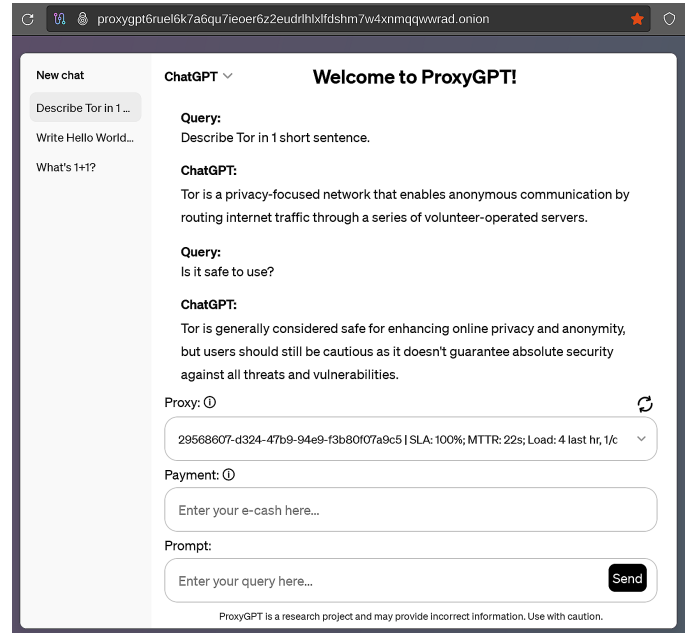 proxygpt6ruel6k7a6qu7ieoer6z2eudrlhlxlfdshm7w4xnmqqwwrad.onion
New chat
ChatGPT
Welcome to ProxyGPT!
Describe Tor in 1 ...
Write Hello World...
What's 1+1?
Query:
Describe Tor in 1 short sentence.
ChatGPT:
Tor is a privacy-focused network that enables anonymous communication by
routing internet traffic through a series of volunteer-operated servers.
Query:
Is it safe to use?
ChatGPT:
Tor is generally considered safe for enhancing online privacy and anonymity,
but users should still be cautious as it doesn't guarantee absolute security
against all threats and vulnerabilities.
Proxy:
29568607-d324-47b9-94e9-f3b80f07a9c5 | SLA: 100%; MTTR: 22s; Load: 4 last hr, 1/c
Payment:
Enter your e-cash here...
Prompt:
Enter your query here...
Send
ProxyGPT is a research project and may provide incorrect information. Use with caution.